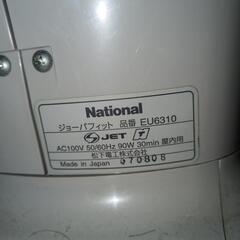 National
ジョーバフィット 品番 EU6310
JET T
AC100V 50/60Hz 90W 30min 屋内用
松下電工株式会社
Made in Japan 070808